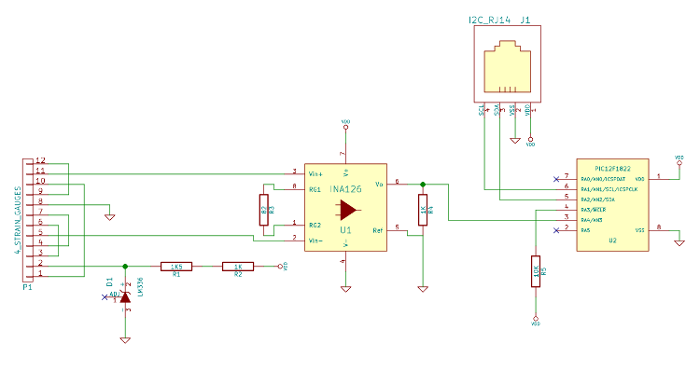 I2C_RJ14 J1
SCL
SDA
VSS
VDD
4
3
2
1
VDD
VDD
7
V+
12
11
10
9
8
7
6
5
4
3
2
1
4_STRAIN_GAUGES
P1
3 Vin+
8 RG1
1 RG2
2 Vin-
INA126
U1
Vo 6
Ref 5
V-
4
R3
1K
R4
PIC12F1822
7 RA0/AN0/ICSPDAT
6 RA1/AN1/SCL/ICSPCLK
5 RA2/AN2/SDA
4 RA3/MCLR
3 RA4/AN3
2 RA5
VDD 1
VSS 8
U2
VDD
D1
ADJ
1
2
3
LM336
1K5
R1
1K
R2
VDD
10K
R5
VDD